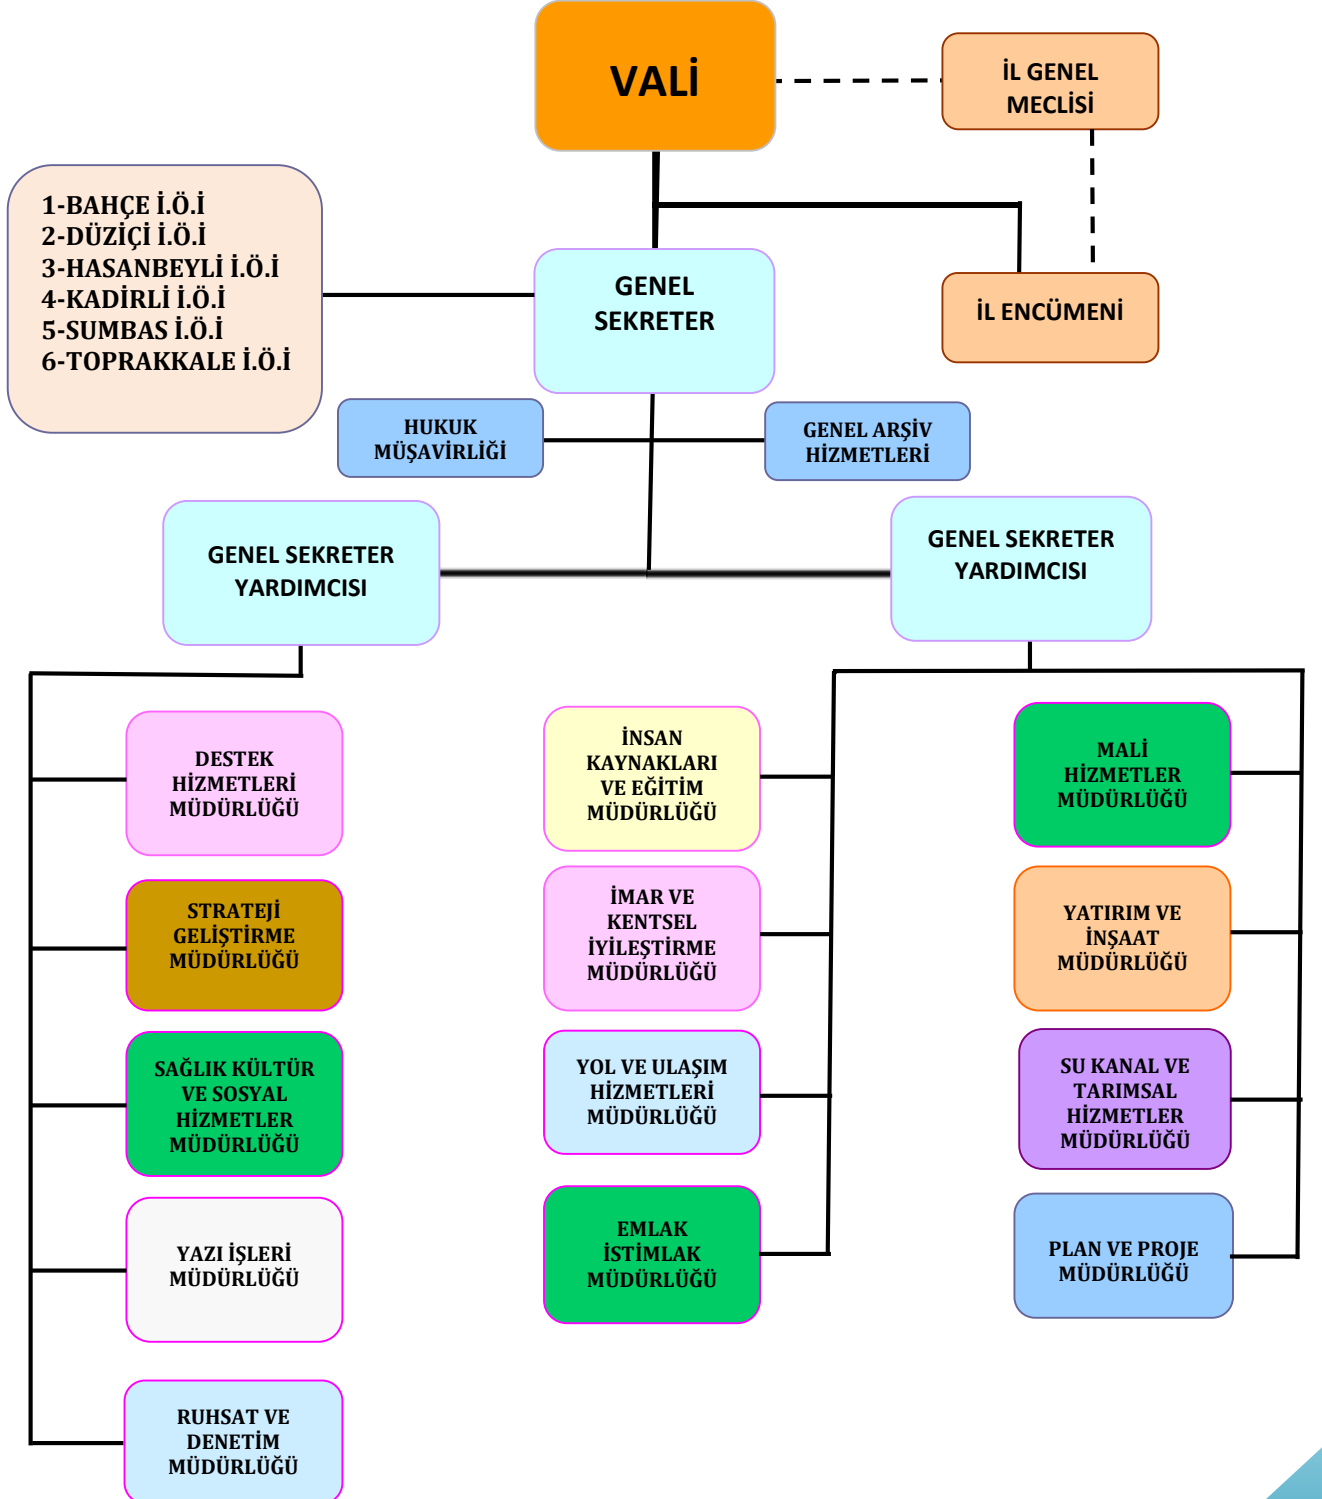 VALİ
İL GENEL
MECLİSİ
1-BAHÇE İ.Ö.İ
2-DÜZİÇİ İ.Ö.İ
3-HASANBEYLİ İ.Ö.İ
4-KADİRLİ İ.Ö.İ
5-SUMBAS İ.Ö.İ
6-TOPRAKKALE İ.Ö.İ
GENEL
SEKRETER
İL ENCÜMENİ
HUKUK
MÜŞAVİRLİĞİ
GENEL ARŞİV
HİZMETLERİ
GENEL SEKRETER
YARDIMCISI
GENEL SEKRETER
YARDIMCISI
DESTEK
HİZMETLERİ
MÜDÜRLÜĞÜ
İNSAN
KAYNAKLARI
VE EĞİTİM
MÜDÜRLÜĞÜ
MALİ
HİZMETLER
MÜDÜRLÜĞÜ
STRATEJİ
GELİŞTİRME
MÜDÜRLÜĞÜ
İMAR VE
KENTSEL
İYİLEŞTİRME
MÜDÜRLÜĞÜ
YATIRIM VE
İNŞAAT
MÜDÜRLÜĞÜ
SAĞLIK KÜLTÜR
VE SOSYAL
HİZMETLER
MÜDÜRLÜĞÜ
YOL VE ULAŞIM
HİZMETLERİ
MÜDÜRLÜĞÜ
SU KANAL VE
TARIMSAL
HİZMETLER
MÜDÜRLÜĞÜ
YAZI İŞLERİ
MÜDÜRLÜĞÜ
EMLAK
İSTİMLAK
MÜDÜRLÜĞÜ
PLAN VE PROJE
MÜDÜRLÜĞÜ
RUHSAT VE
DENETİM
MÜDÜRLÜĞÜ